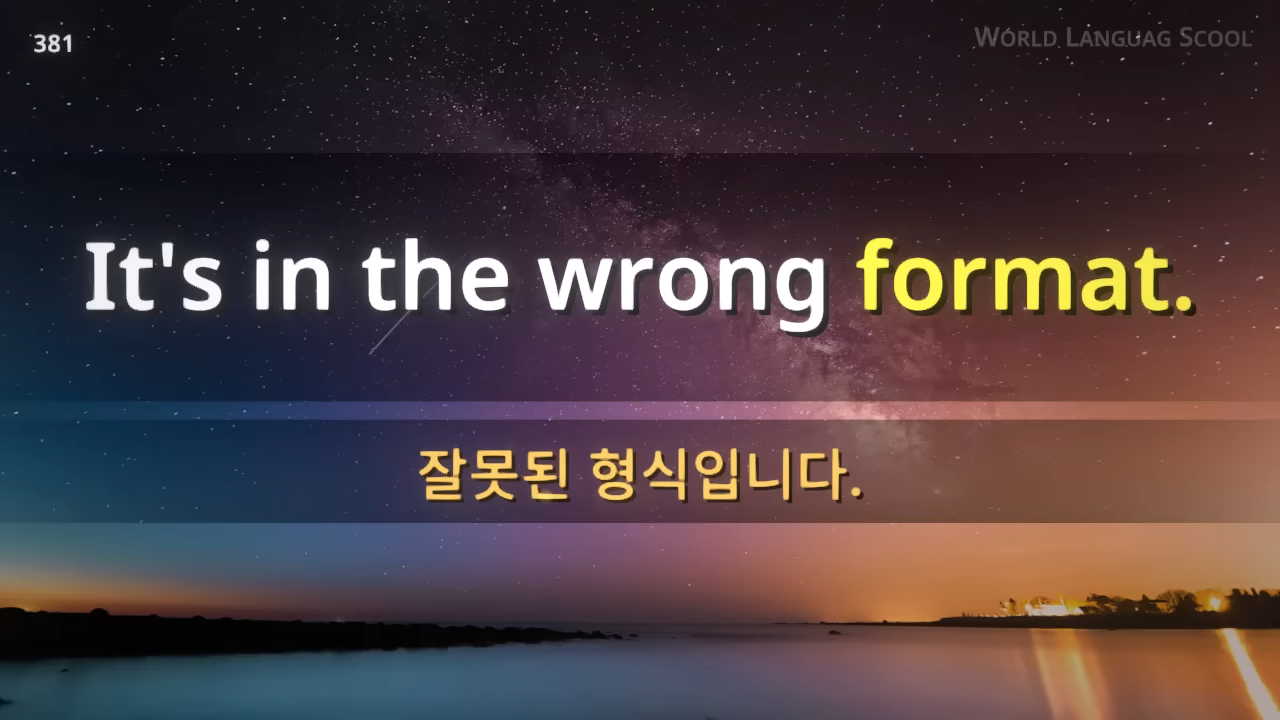 381
World Languag Scool
It's in the wrong format.
잘못된 형식입니다.